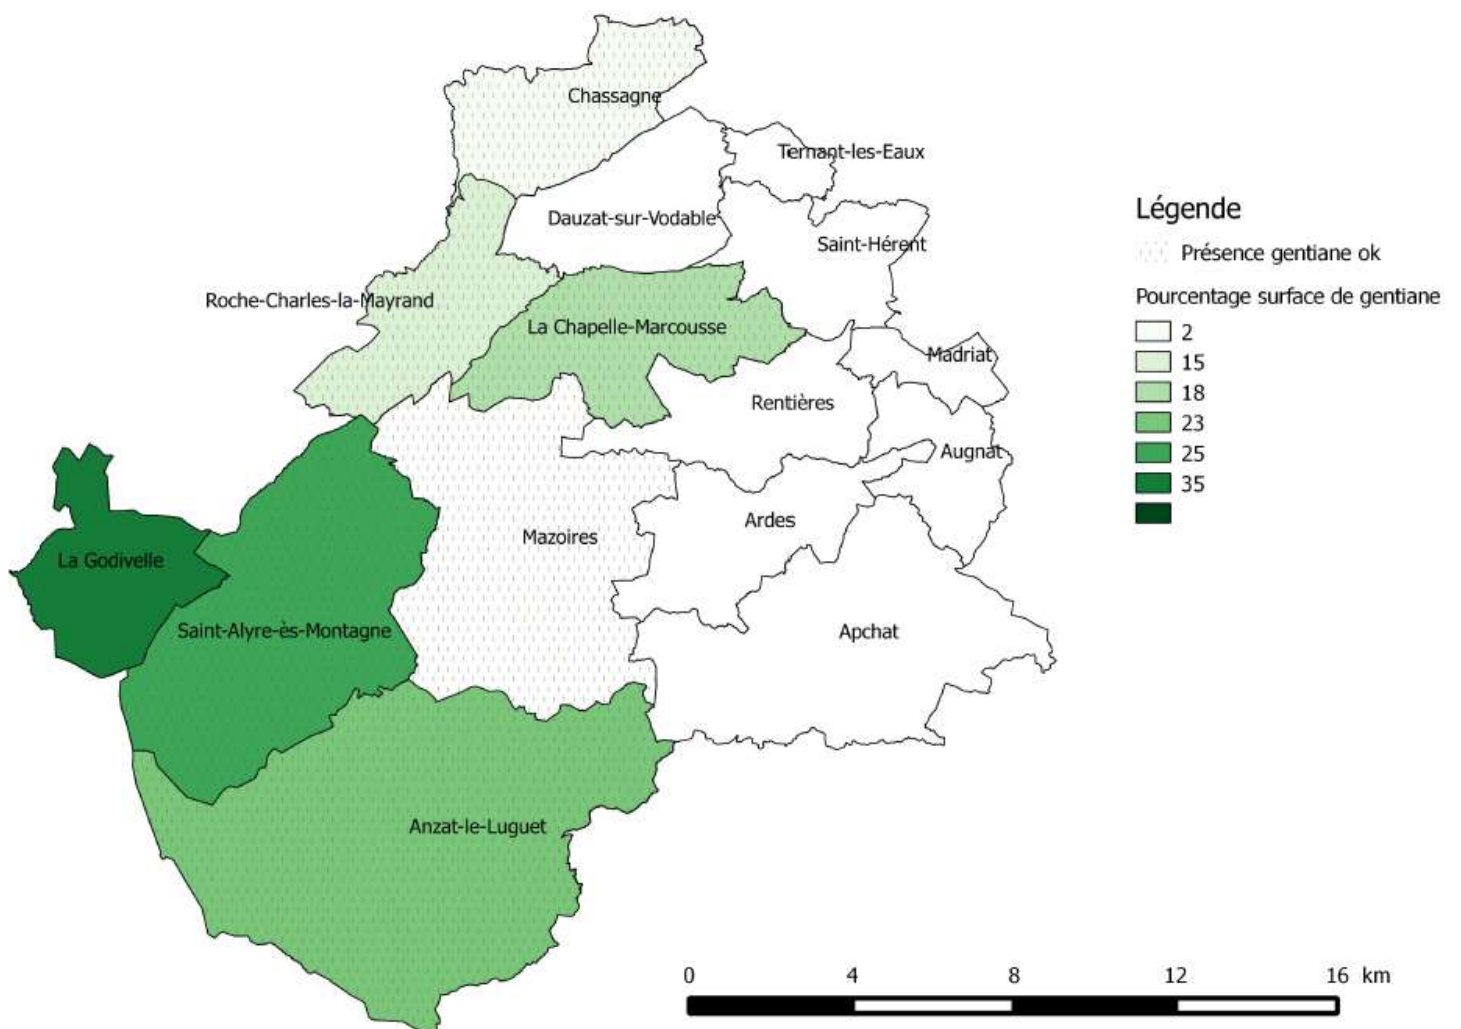 Chassagne
Ternant-les-Eaux
Dauzat-sur-Vodable
Saint-Hérent
Roche-Charles-la-Mayrand
La Chapelle-Marcousse
Madriat
Rentières
Augnat
Ardes
Mazoires
La Godivelle
Saint-Alyre-ès-Montagne
Apchat
Anzat-le-Luguet
Légende
Présence gentiane ok
Pourcentage surface de gentiane
2
15
18
23
25
35
0 4 8 12 16 km